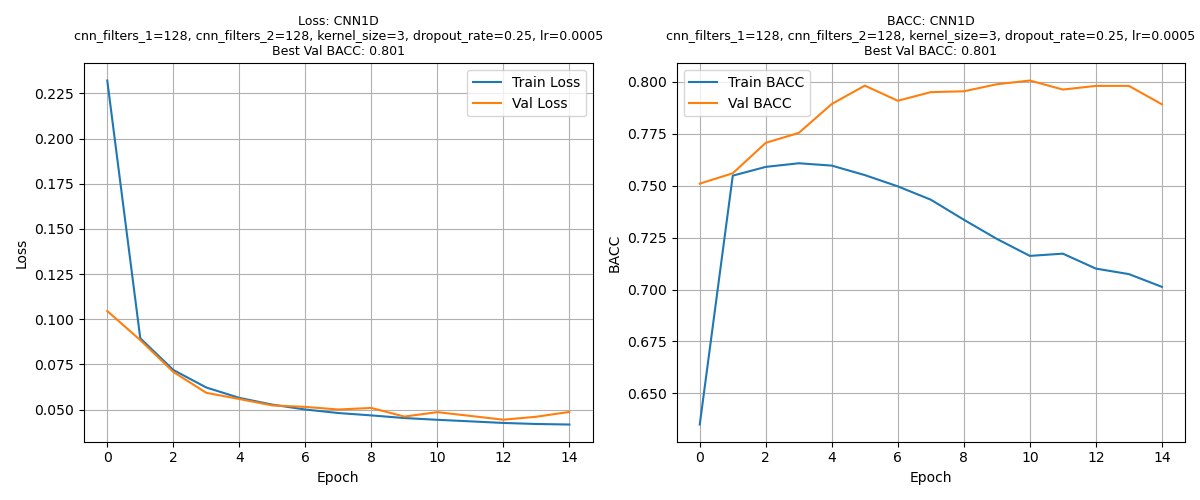 Loss: CNN1D
cnn_filters_1=128, cnn_filters_2=128, kernel_size=3, dropout_rate=0.25, lr=0.0005
Best Val BACC: 0.801
Train Loss
Val Loss
0.225
0.200
0.175
0.150
0.125
0.100
0.075
0.050
Loss
0 2 4 6 8 10 12 14
Epoch
BACC: CNN1D
cnn_filters_1=128, cnn_filters_2=128, kernel_size=3, dropout_rate=0.25, lr=0.0005
Best Val BACC: 0.801
Train BACC
Val BACC
0.800
0.775
0.750
0.725
0.700
0.675
0.650
BACC
0 2 4 6 8 10 12 14
Epoch